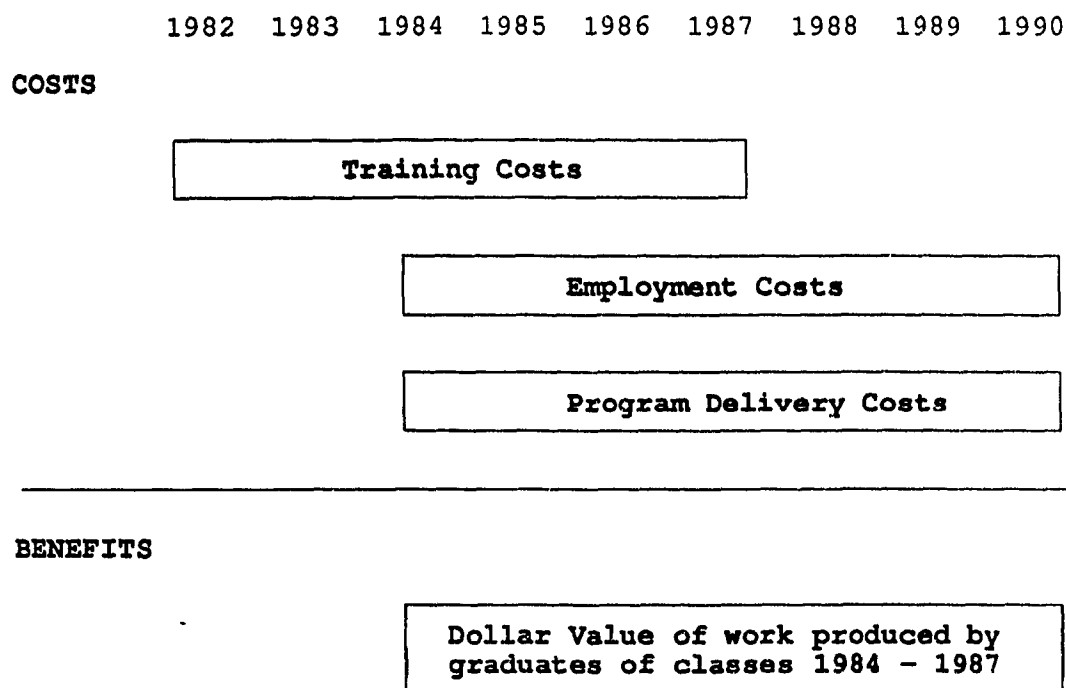 1982 1983 1984 1985 1986 1987 1988 1989 1990
COSTS
Training Costs
Employment Costs
Program Delivery Costs
BENEFITS
Dollar Value of work produced by
graduates of classes 1984 – 1987